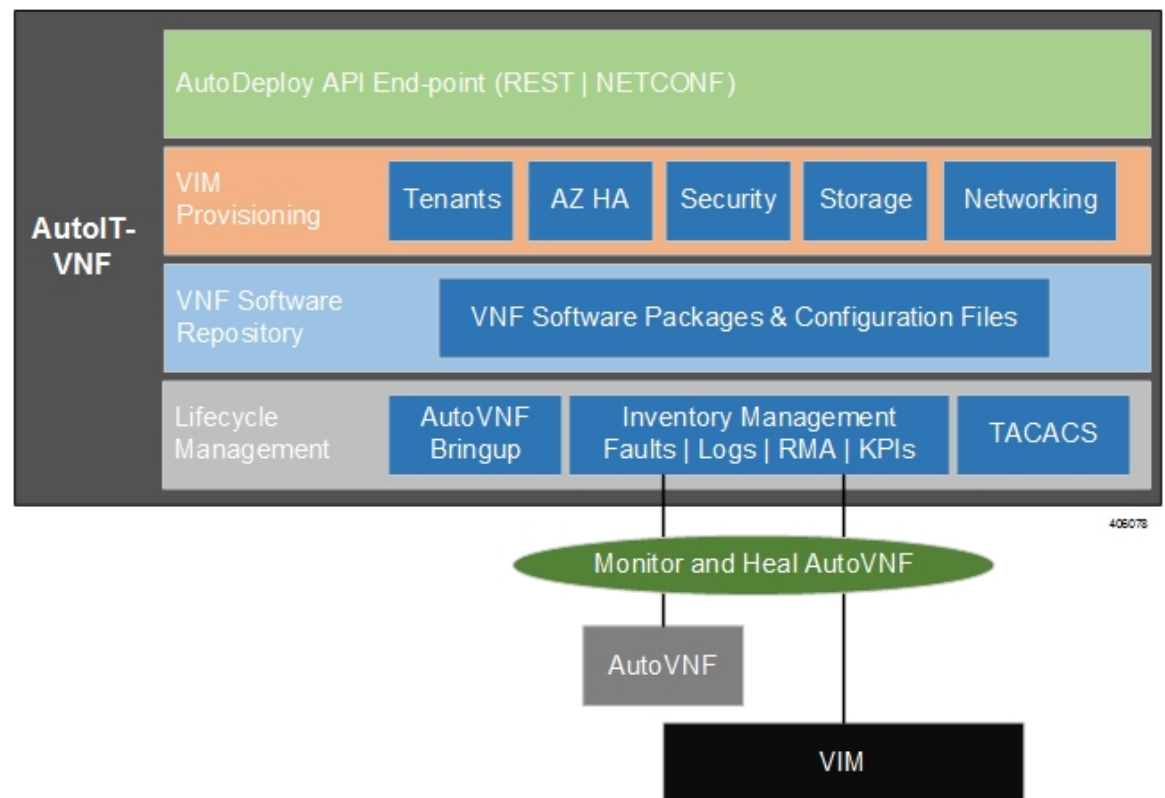 AutoDeploy API End-point (REST | NETCONF)
VIM
Provisioning
Tenants
AZ HA
Security
Storage
Networking
AutoIT-
VNF
VNF Software
Repository
VNF Software Packages & Configuration Files
Lifecycle
Management
AutoVNF
Bringup
Inventory Management
Faults | Logs | RMA | KPIs
TACACS
406078
Monitor and Heal AutoVNF
AutoVNF
VIM